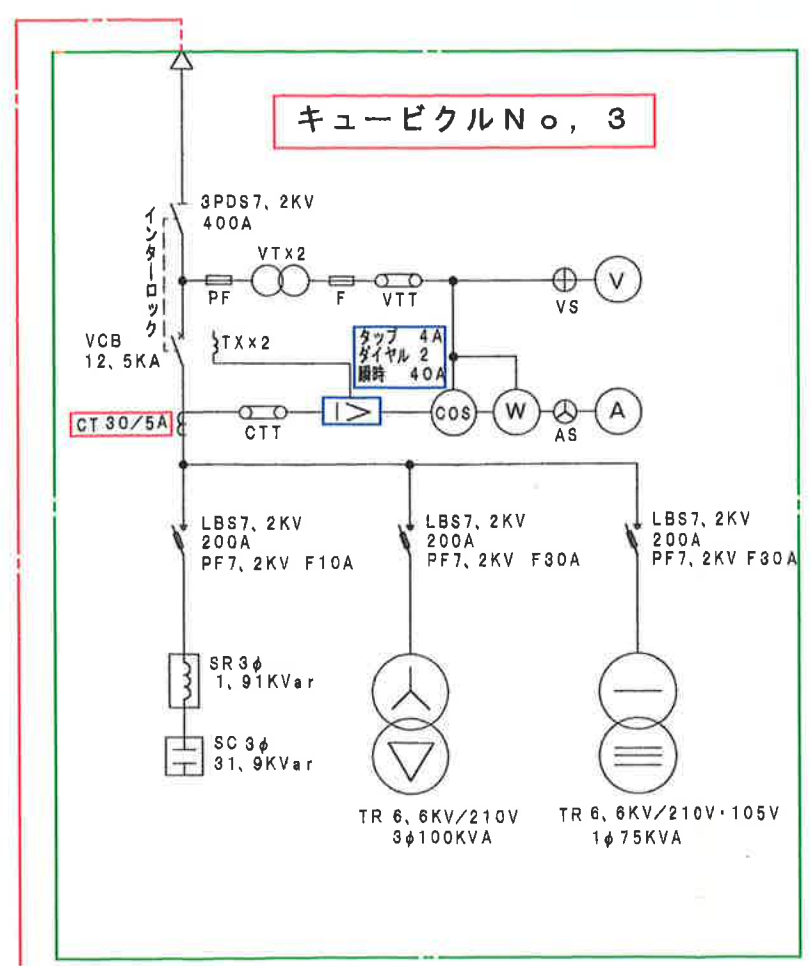 キュービクルNo, 3
3PDS7, 2KV
400A
インターロック
VT×2
PF
F
VTT
VS
V
VCB
12, 5KA
TX×2
タップ 4A
ダイヤル 2
瞬時 40A
CT 30/5A
CTT
I>
COS
W
AS
A
LBS7, 2KV
200A
PF7, 2KV F10A
LBS7, 2KV
200A
PF7, 2KV F30A
LBS7, 2KV
200A
PF7, 2KV F30A
SR 3φ
1, 91KVar
SC 3φ
31, 9KVar
TR 6, 6KV/210V
3φ100KVA
TR 6, 6KV/210V・105V
1φ75KVA